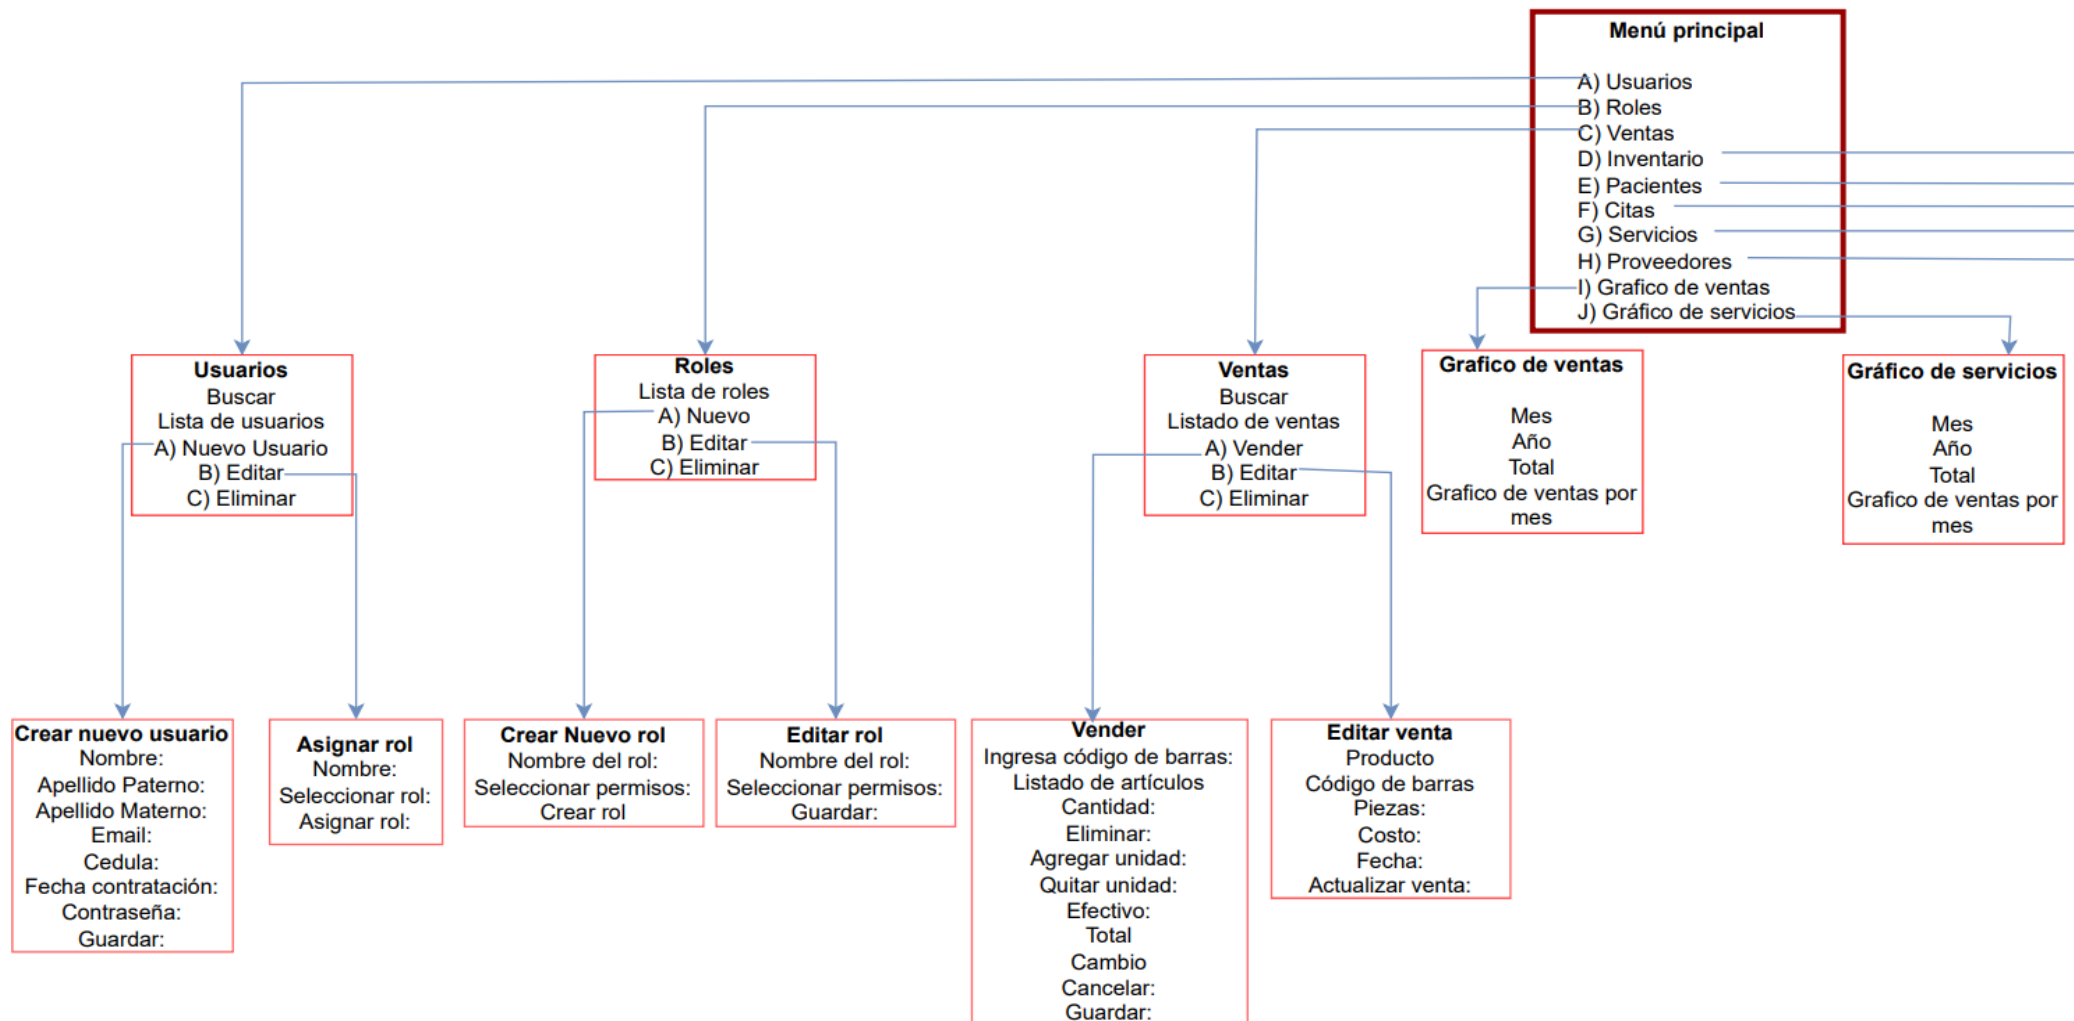 Menú principal
A) Usuarios
B) Roles
C) Ventas
D) Inventario
E) Pacientes
F) Citas
G) Servicios
H) Proveedores
I) Grafico de ventas
J) Gráfico de servicios
Usuarios
Buscar
Lista de usuarios
A) Nuevo Usuario
B) Editar
C) Eliminar
Roles
Lista de roles
A) Nuevo
B) Editar
C) Eliminar
Ventas
Buscar
Listado de ventas
A) Vender
B) Editar
C) Eliminar
Grafico de ventas
Mes
Año
Total
Grafico de ventas por
mes
Gráfico de servicios
Mes
Año
Total
Grafico de ventas por
mes
Crear nuevo usuario
Nombre:
Apellido Paterno:
Apellido Materno:
Email:
Cedula:
Fecha contratación:
Contraseña:
Guardar:
Asignar rol
Nombre:
Seleccionar rol:
Asignar rol:
Crear Nuevo rol
Nombre del rol:
Seleccionar permisos:
Crear rol
Editar rol
Nombre del rol:
Seleccionar permisos:
Guardar:
Vender
Ingresa código de barras:
Listado de artículos
Cantidad:
Eliminar:
Agregar unidad:
Quitar unidad:
Efectivo:
Total
Cambio
Cancelar:
Guardar:
Editar venta
Producto
Código de barras
Piezas:
Costo:
Fecha:
Actualizar venta: